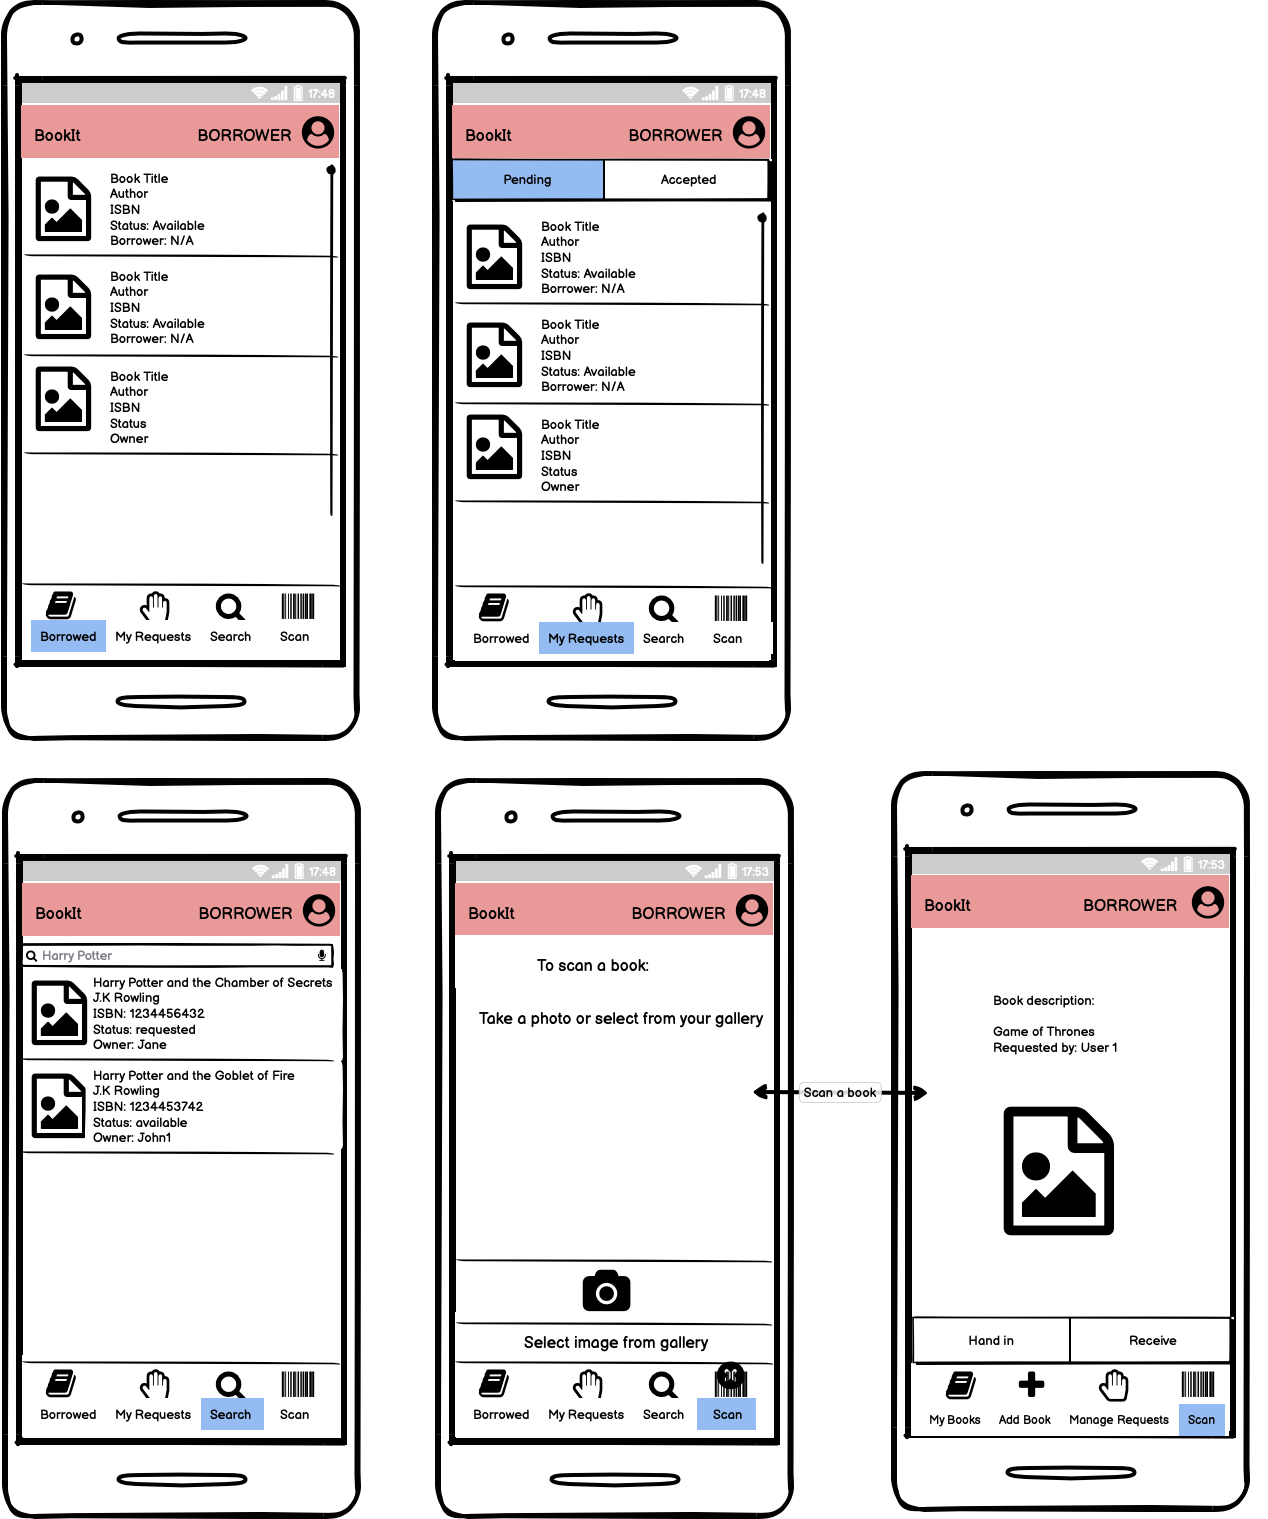 17:48
BookIt BORROWER
Book Title
Author
ISBN
Status: Available
Borrower: N/A
Book Title
Author
ISBN
Status: Available
Borrower: N/A
Book Title
Author
ISBN
Status
Owner
Borrowed My Requests Search Scan
17:48
BookIt BORROWER
Pending Accepted
Book Title
Author
ISBN
Status: Available
Borrower: N/A
Book Title
Author
ISBN
Status: Available
Borrower: N/A
Book Title
Author
ISBN
Status
Owner
Borrowed My Requests Search Scan
17:48
BookIt BORROWER
Harry Potter
Harry Potter and the Chamber of Secrets
J.K Rowling
ISBN: 1234456432
Status: requested
Owner: Jane
Harry Potter and the Goblet of Fire
J.K Rowling
ISBN: 1234453742
Status: available
Owner: John1
Borrowed My Requests Search Scan
17:53
BookIt BORROWER
To scan a book:
Take a photo or select from your gallery
Select image from gallery
Borrowed My Requests Search Scan
Scan a book
17:53
BookIt BORROWER
Book description:
Game of Thrones
Requested by: User 1
Hand in Receive
My Books Add Book Manage Requests Scan